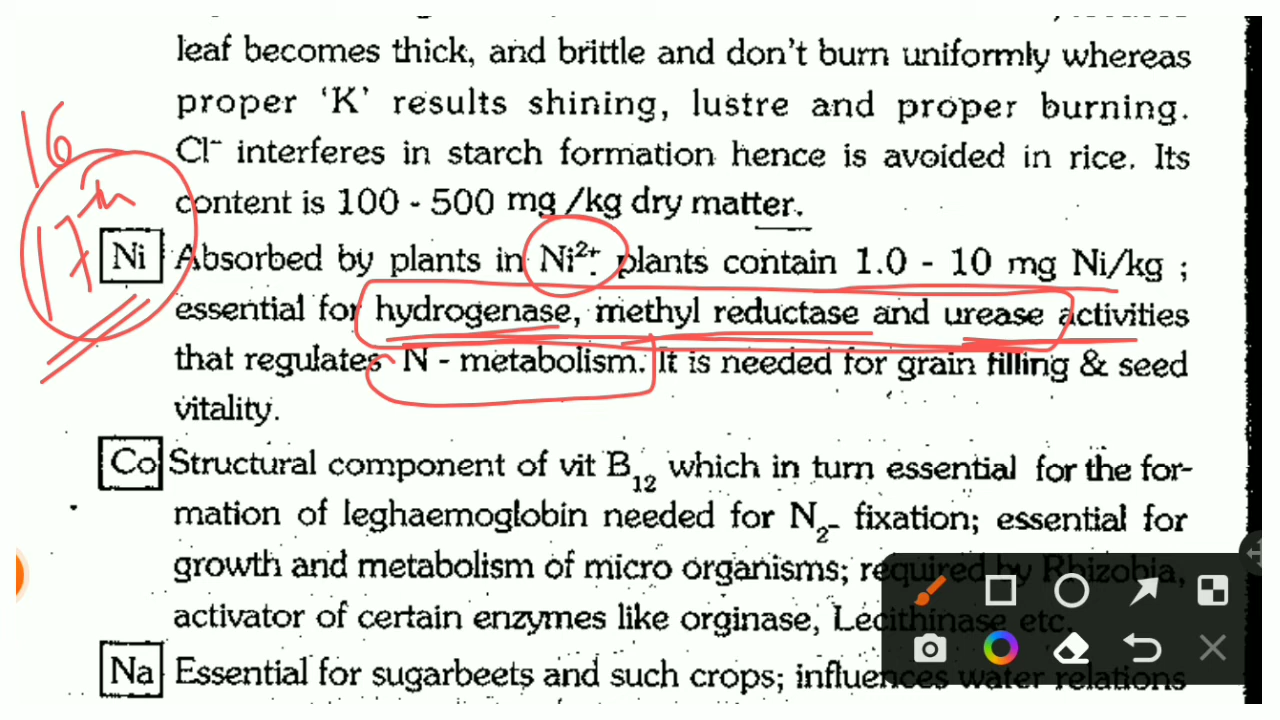 leaf becomes thick, and brittle and don't burn uniformly whereas
proper 'K' results shining, lustre and proper burning.
Cl⁻ interferes in starch formation hence is avoided in rice. Its
content is 100 - 500 mg /kg dry matter.
16
17th
Ni Absorbed by plants in Ni²⁺. plants contain 1.0 - 10 mg Ni/kg ;
essential for hydrogenase, methyl reductase and urease activities
that regulates N - metabolism. It is needed for grain filling & seed
vitality.
Co Structural component of vit B₁₂ which in turn essential for the for-
mation of leghaemoglobin needed for N₂- fixation; essential for
growth and metabolism of micro organisms; required by Rhizobia,
activator of certain enzymes like orginase, Lecithinase etc.
Na Essential for sugarbeets and such crops; influences water relations